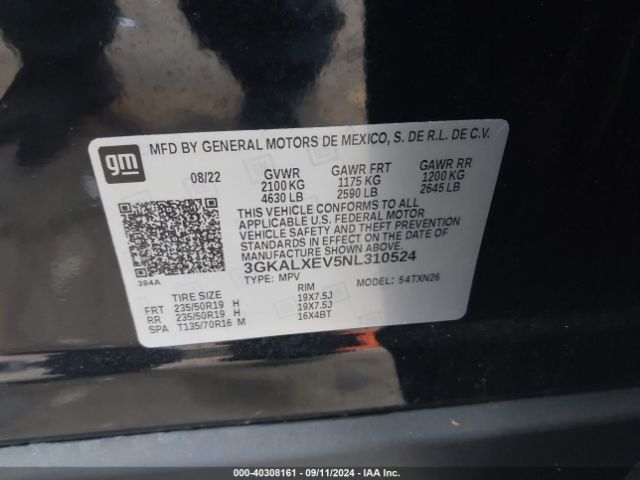 gm
MFD BY GENERAL MOTORS DE MEXICO, S. DE R.L. DE C.V.
08/22 GVWR GAWR FRT GAWR RR
2100 KG 1175 KG 1200 KG
4630 LB 2590 LB 2645 LB
THIS VEHICLE CONFORMS TO ALL
APPLICABLE U.S. FEDERAL MOTOR
VEHICLE SAFETY AND THEFT
PREVENTION STANDARDS IN EFFECT ON
THE DATE OF MANUFACTURE SHOWN ABOVE.
384A
3GKALXEV5NL310524
TYPE: MPV MODEL: 54TXN26
TIRE SIZE RIM
FRT 235/50R19 H 19X7.5J
RR 235/50R19 H 19X7.5J
SPA T135/70R16 M 16X4BT
000-40308161 - 09/11/2024 - IAA Inc.